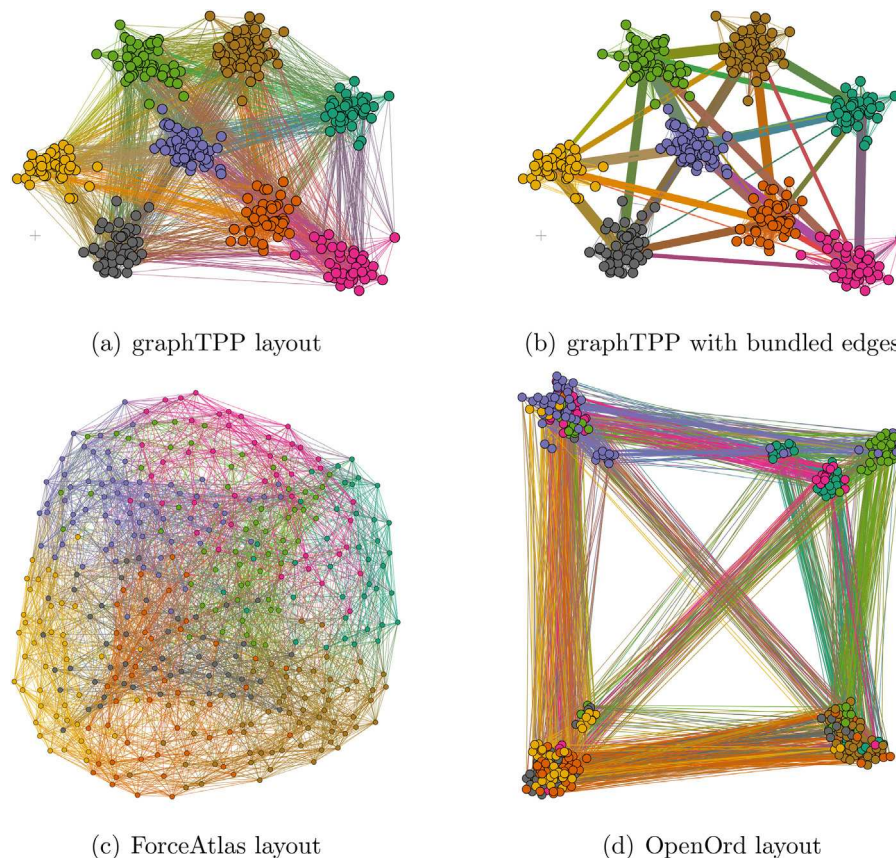 (a) graphTPP layout
(b) graphTPP with bundled edges
(c) ForceAtlas layout
(d) OpenOrd layout